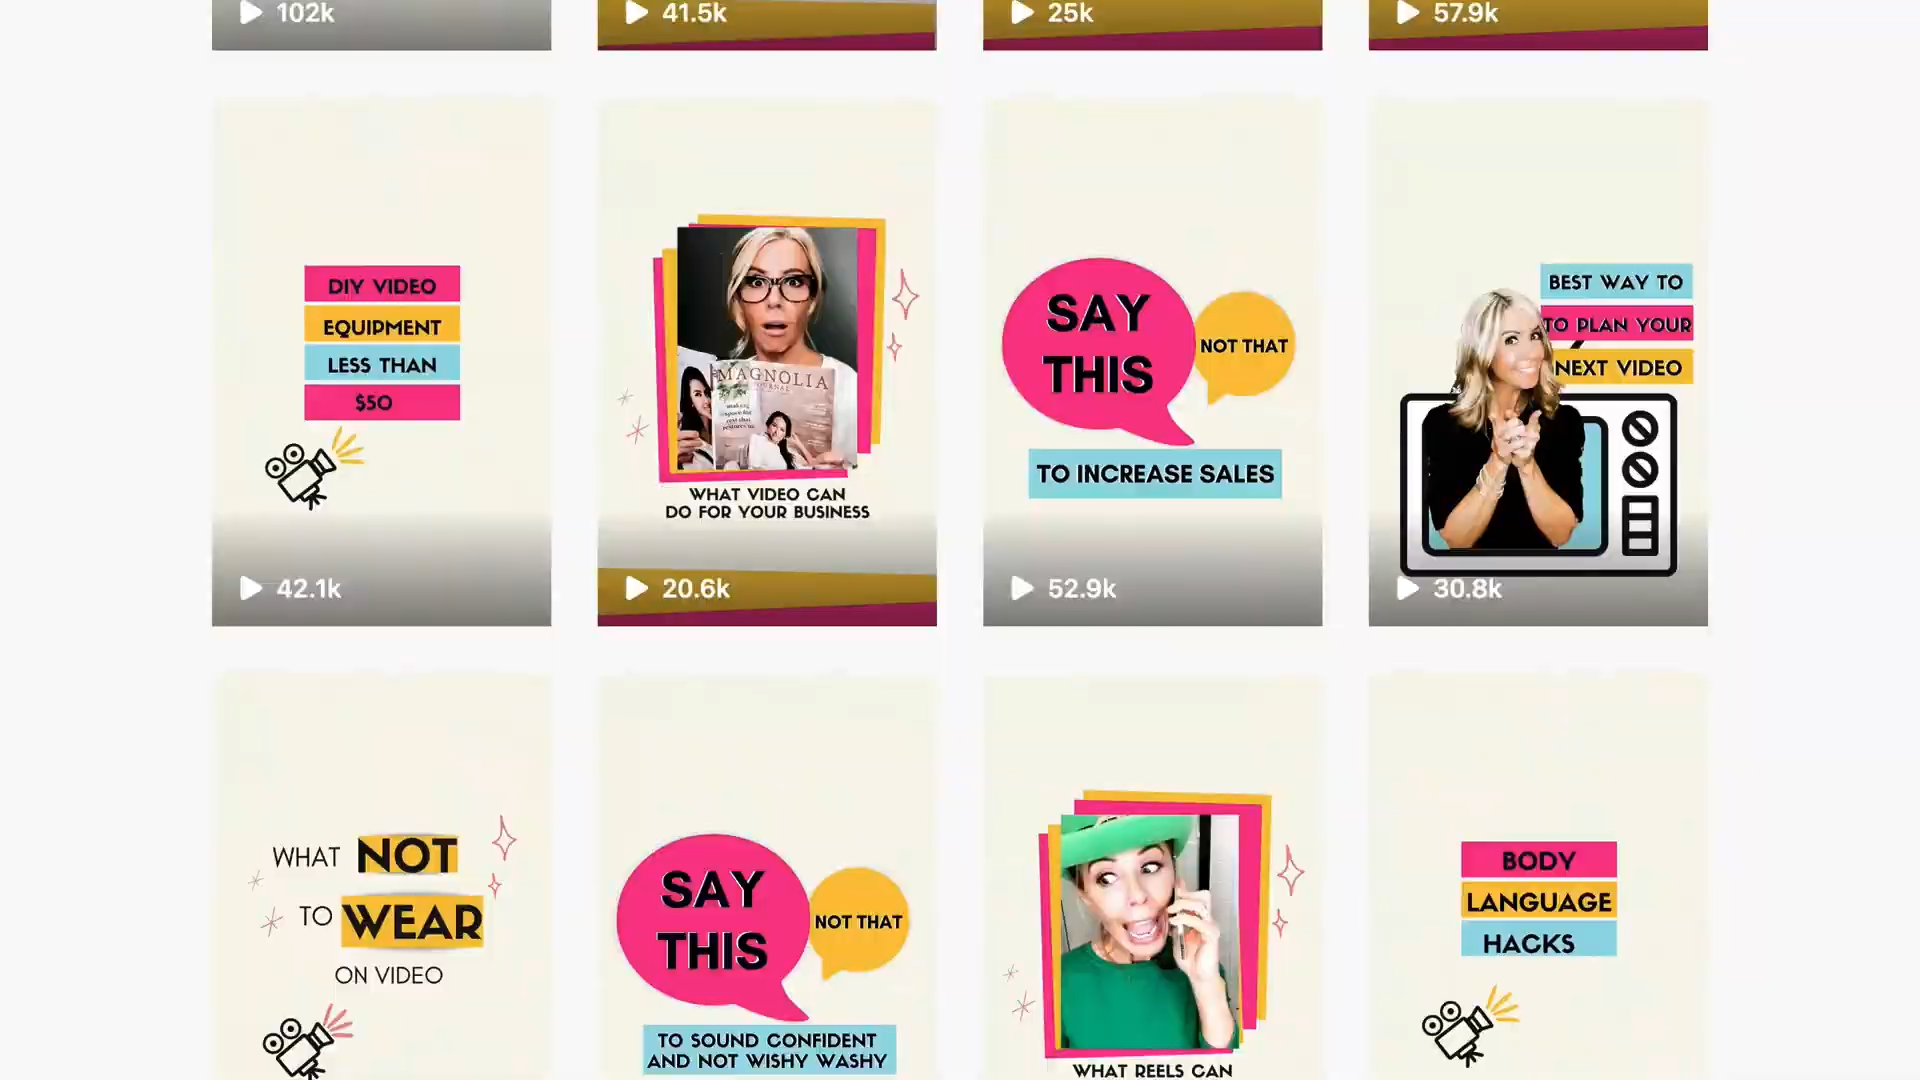 102k
41.5k
25k
57.9k
DIY VIDEO
EQUIPMENT
LESS THAN
$50
42.1k
MAGNOLIA
JOURNAL
WHAT VIDEO CAN
DO FOR YOUR BUSINESS
20.6k
SAY
THIS
NOT THAT
TO INCREASE SALES
52.9k
BEST WAY TO
TO PLAN YOUR
NEXT VIDEO
30.8k
WHAT NOT
TO WEAR
ON VIDEO
SAY
THIS
NOT THAT
TO SOUND CONFIDENT
AND NOT WISHY WASHY
WHAT REELS CAN
BODY
LANGUAGE
HACKS